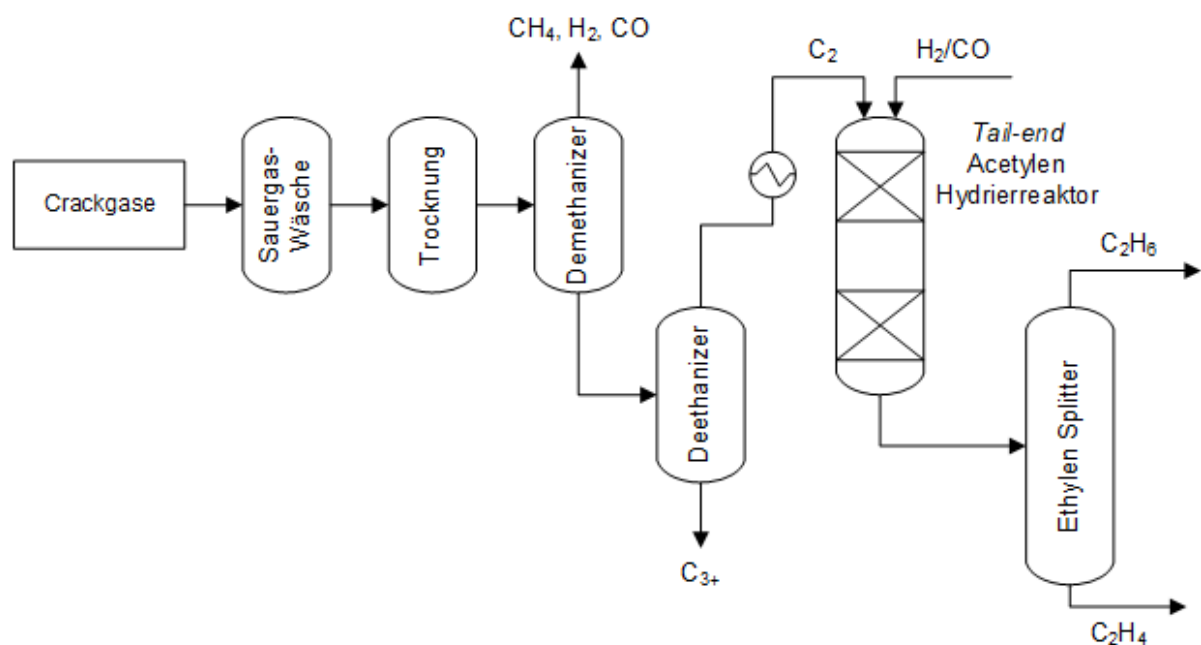 CH₄, H₂, CO
C₂
H₂/CO
Tail-end
Acetylen
Hydrierreaktor
Crackgase
Sauergas-
Wäsche
Trocknung
Demethanizer
Deethanizer
C₃₊
C₂H₆
Ethylen Splitter
C₂H₄